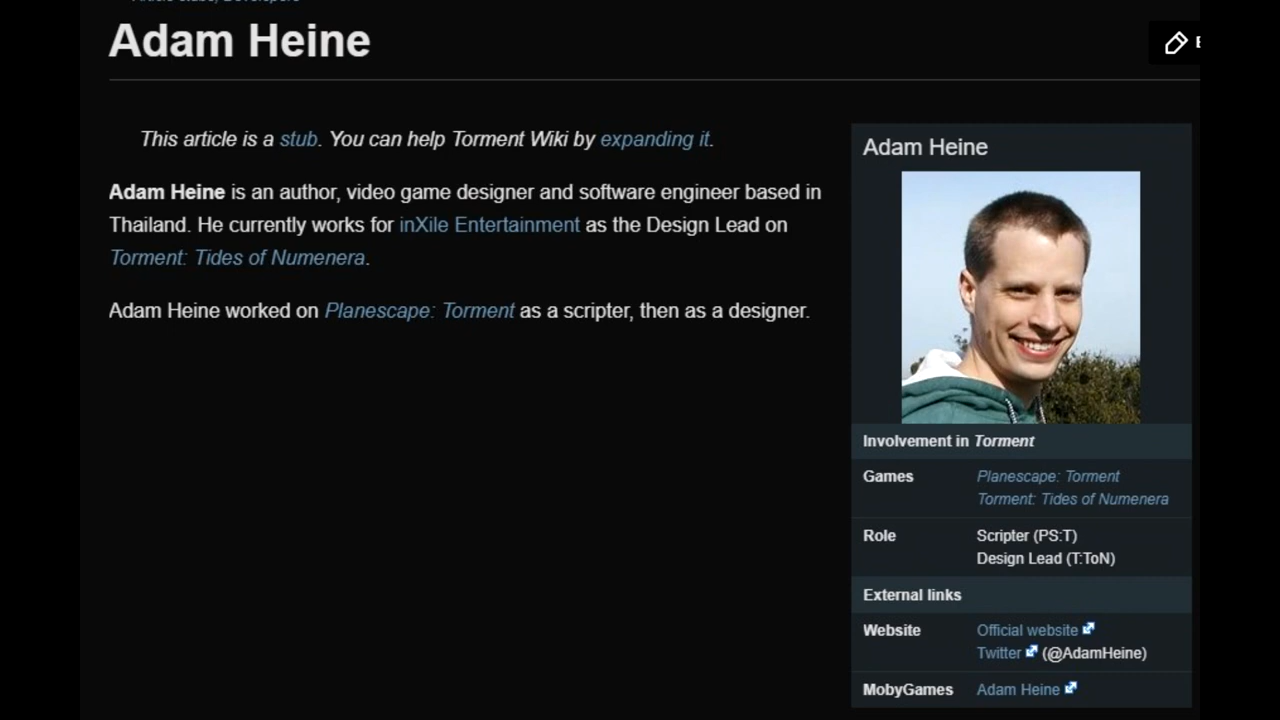 Adam Heine
This article is a stub. You can help Torment Wiki by expanding it.
Adam Heine is an author, video game designer and software engineer based in
Thailand. He currently works for inXile Entertainment as the Design Lead on
Torment: Tides of Numenera.
Adam Heine worked on Planescape: Torment as a scripter, then as a designer.
Adam Heine
Involvement in Torment
Games Planescape: Torment
Torment: Tides of Numenera
Role Scripter (PS:T)
Design Lead (T:ToN)
External links
Website Official website
Twitter (@AdamHeine)
MobyGames Adam Heine